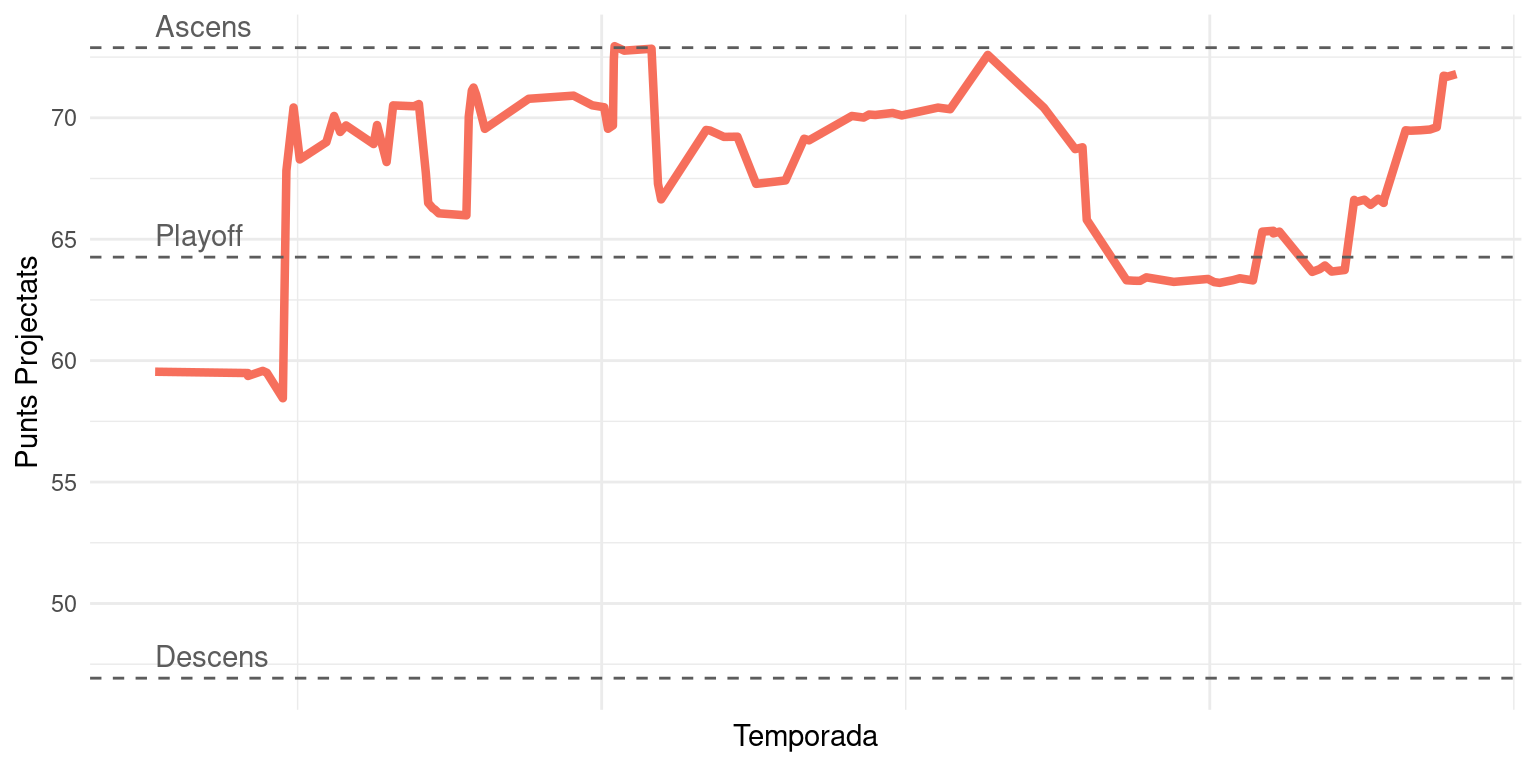 Ascens
70
Playoff
65
60
55
50
Descens
Punts Projectats
Temporada